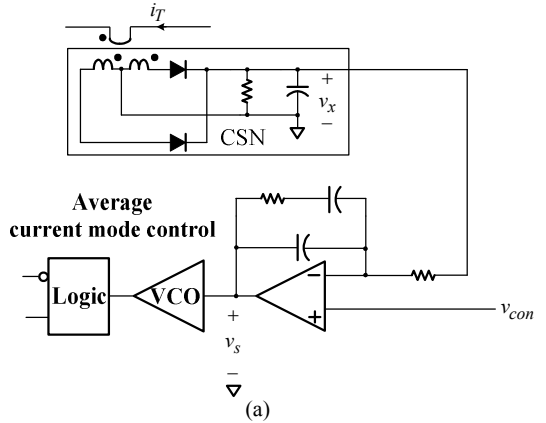 i_T
+
v_x
−
CSN
Average
current mode control
Logic
VCO
−
+
+
v_s
−
v_con
(a)